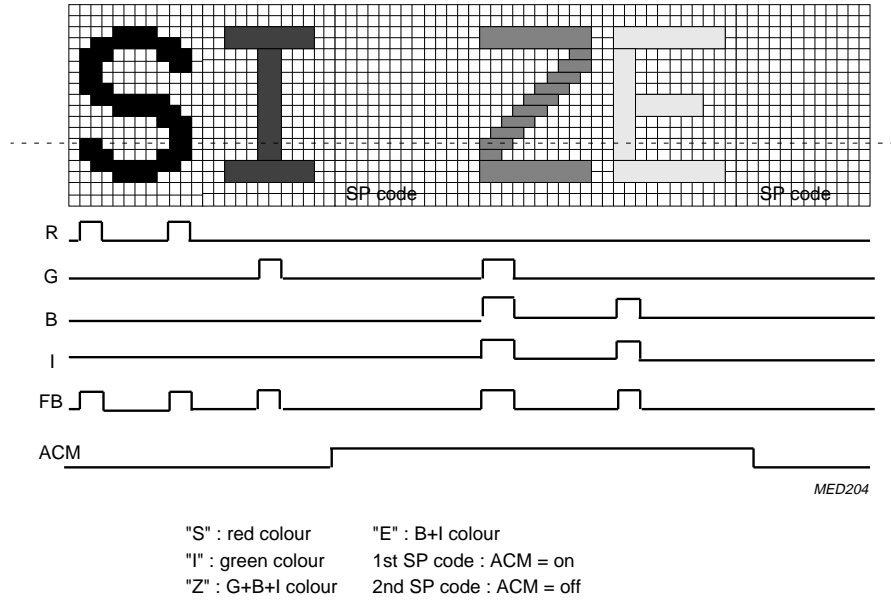 SIZE
SP code SP code
R
G
B
I
FB
ACM
MED204
"S" : red colour "E" : B+I colour
"I" : green colour 1st SP code : ACM = on
"Z" : G+B+I colour 2nd SP code : ACM = off